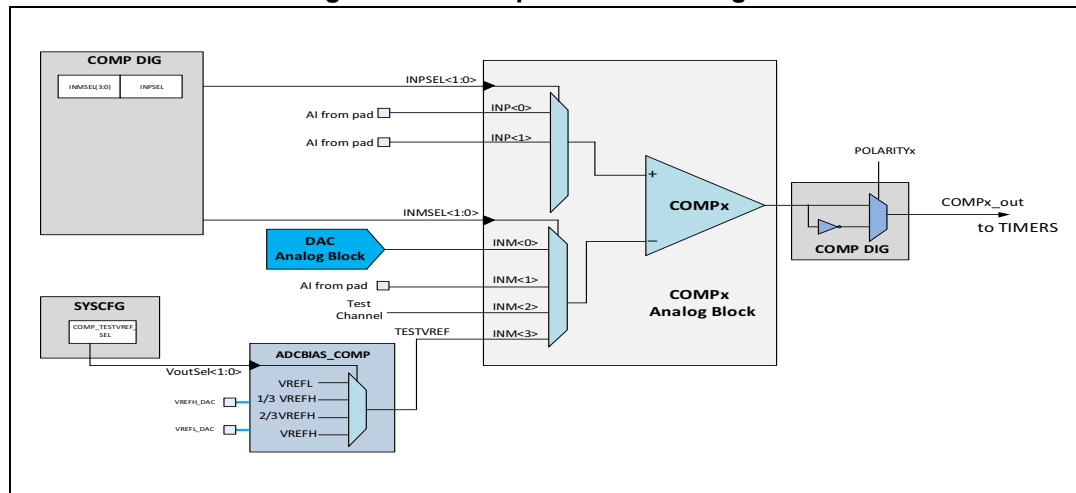 COMP DIG
INMSEL(3:0)
INPSEL
INPSEL<1:0>
AI from pad
INP<0>
AI from pad
INP<1>
INMSEL<1:0>
DAC
Analog Block
INM<0>
AI from pad
INM<1>
Test
Channel
INM<2>
TESTVREF
INM<3>
+
−
COMPx
COMPx
Analog Block
POLARITYx
COMP DIG
COMPx_out
to TIMERS
SYSCFG
COMP_TESTVREF_
SEL
VoutSel<1:0>
ADCBIAS_COMP
VREFL
1/3 VREFH
2/3VREFH
VREFH
VREFH_DAC
VREFL_DAC